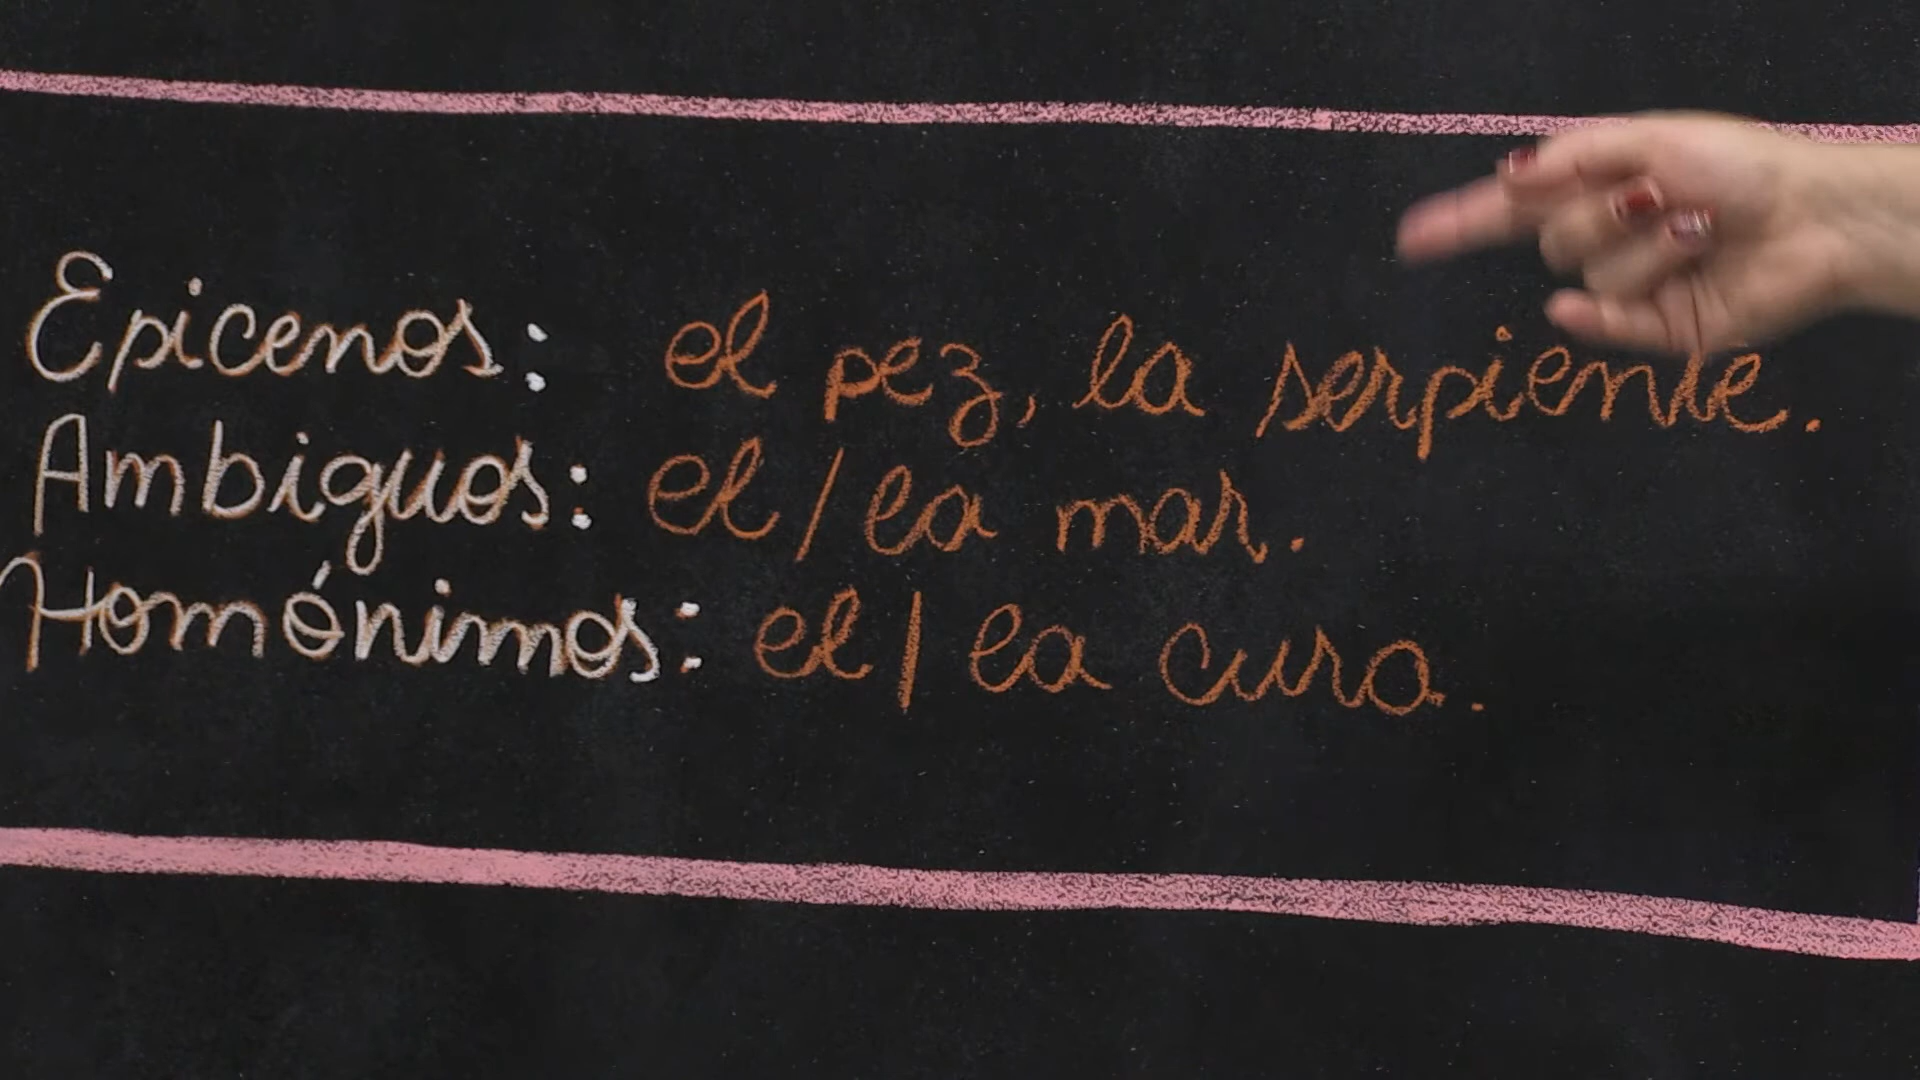 Epicenos: el pez, la serpiente.
Ambiguos: el/la mar.
Homónimos: el/la cura.